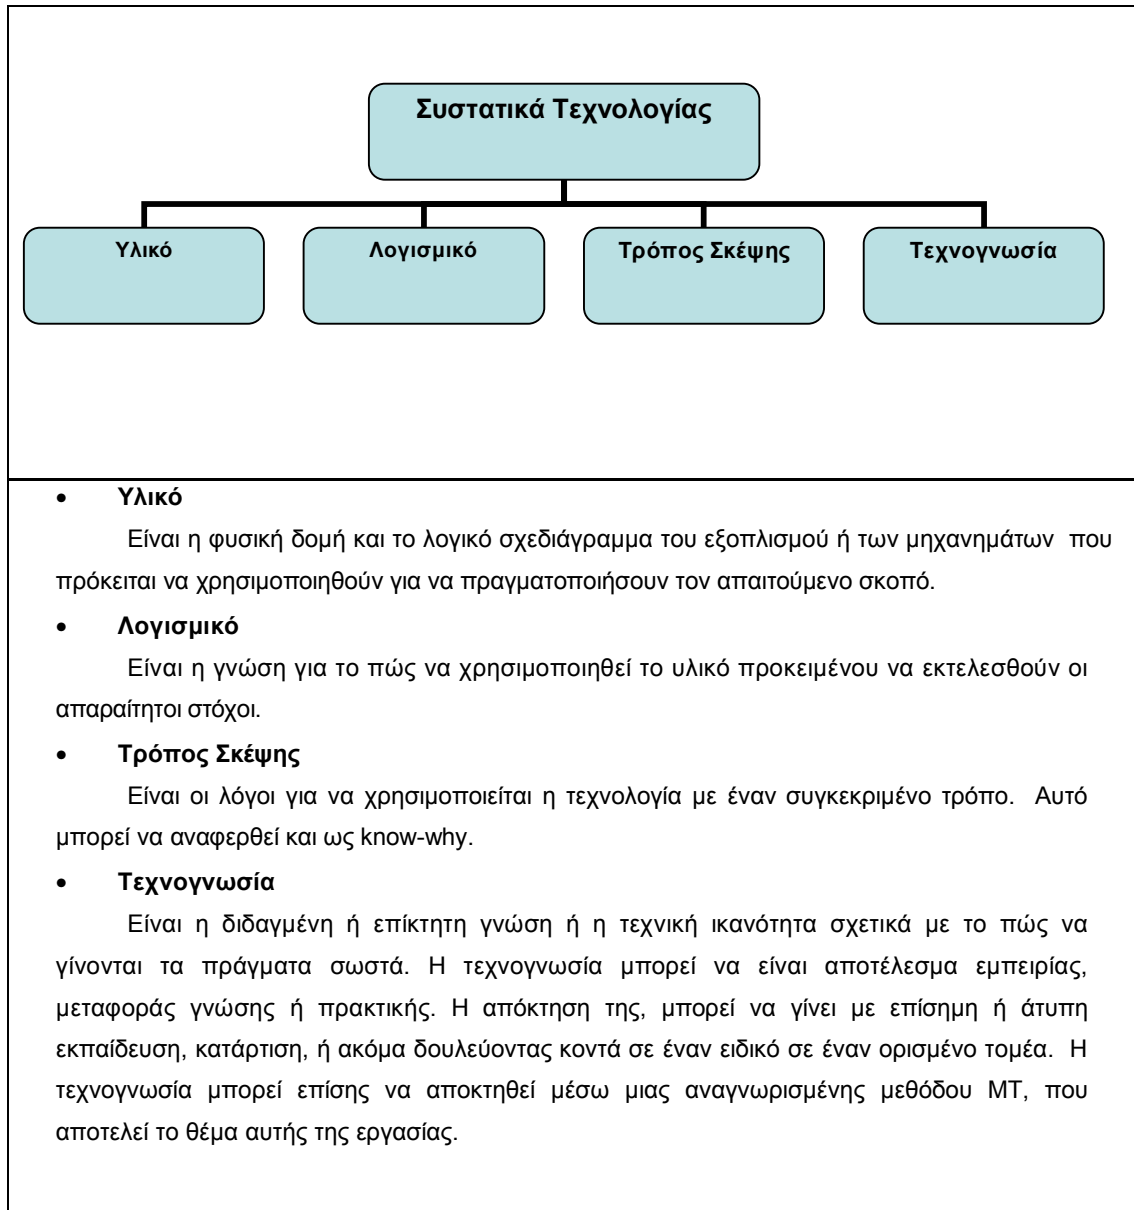 Συστατικά Τεχνολογίας
Υλικό Λογισμικό Τρόπος Σκέψης Τεχνογνωσία
• Υλικό
Είναι η φυσική δομή και το λογικό σχεδιάγραμμα του εξοπλισμού ή των μηχανημάτων που
πρόκειται να χρησιμοποιηθούν για να πραγματοποιήσουν τον απαιτούμενο σκοπό.
• Λογισμικό
Είναι η γνώση για το πώς να χρησιμοποιηθεί το υλικό προκειμένου να εκτελεσθούν οι
απαραίτητοι στόχοι.
• Τρόπος Σκέψης
Είναι οι λόγοι για να χρησιμοποιείται η τεχνολογία με έναν συγκεκριμένο τρόπο. Αυτό
μπορεί να αναφερθεί και ως know-why.
• Τεχνογνωσία
Είναι η διδαγμένη ή επίκτητη γνώση ή η τεχνική ικανότητα σχετικά με το πώς να
γίνονται τα πράγματα σωστά. Η τεχνογνωσία μπορεί να είναι αποτέλεσμα εμπειρίας,
μεταφοράς γνώσης ή πρακτικής. Η απόκτηση της, μπορεί να γίνει με επίσημη ή άτυπη
εκπαίδευση, κατάρτιση, ή ακόμα δουλεύοντας κοντά σε έναν ειδικό σε έναν ορισμένο τομέα. Η
τεχνογνωσία μπορεί επίσης να αποκτηθεί μέσω μιας αναγνωρισμένης μεθόδου ΜΤ, που
αποτελεί το θέμα αυτής της εργασίας.